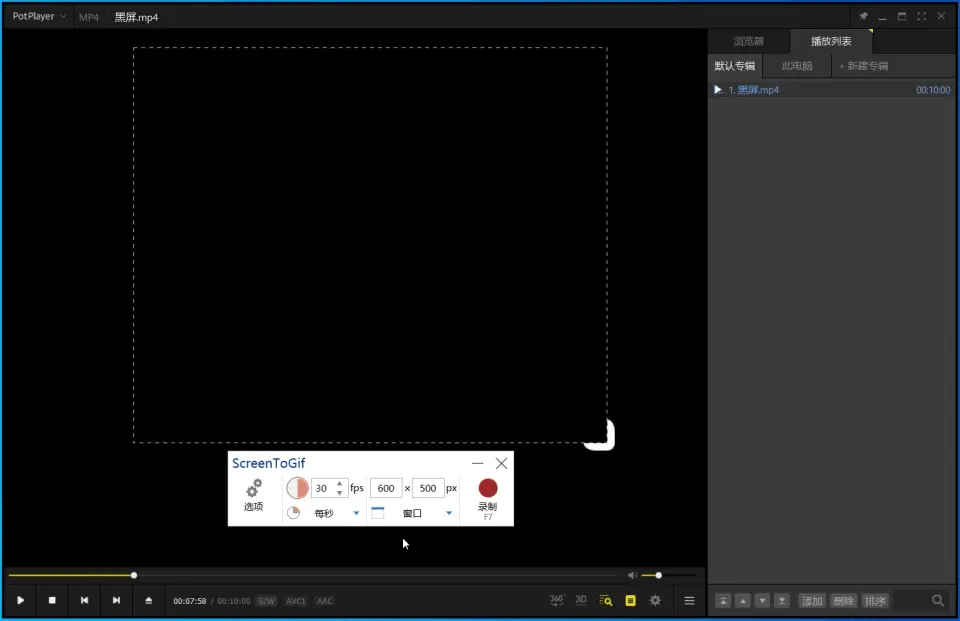 PotPlayer MP4 黑屏.mp4
浏览器 播放列表
默认专辑 此电脑 + 新建专辑
1. 黑屏.mp4 00:10:00
ScreenToGif
30 fps 600 × 500 px
选项 录制
每秒 窗口 F7
00:07:58 / 00:10:00 S/W AVC1 AAC 360° 3D
添加 删除 排序